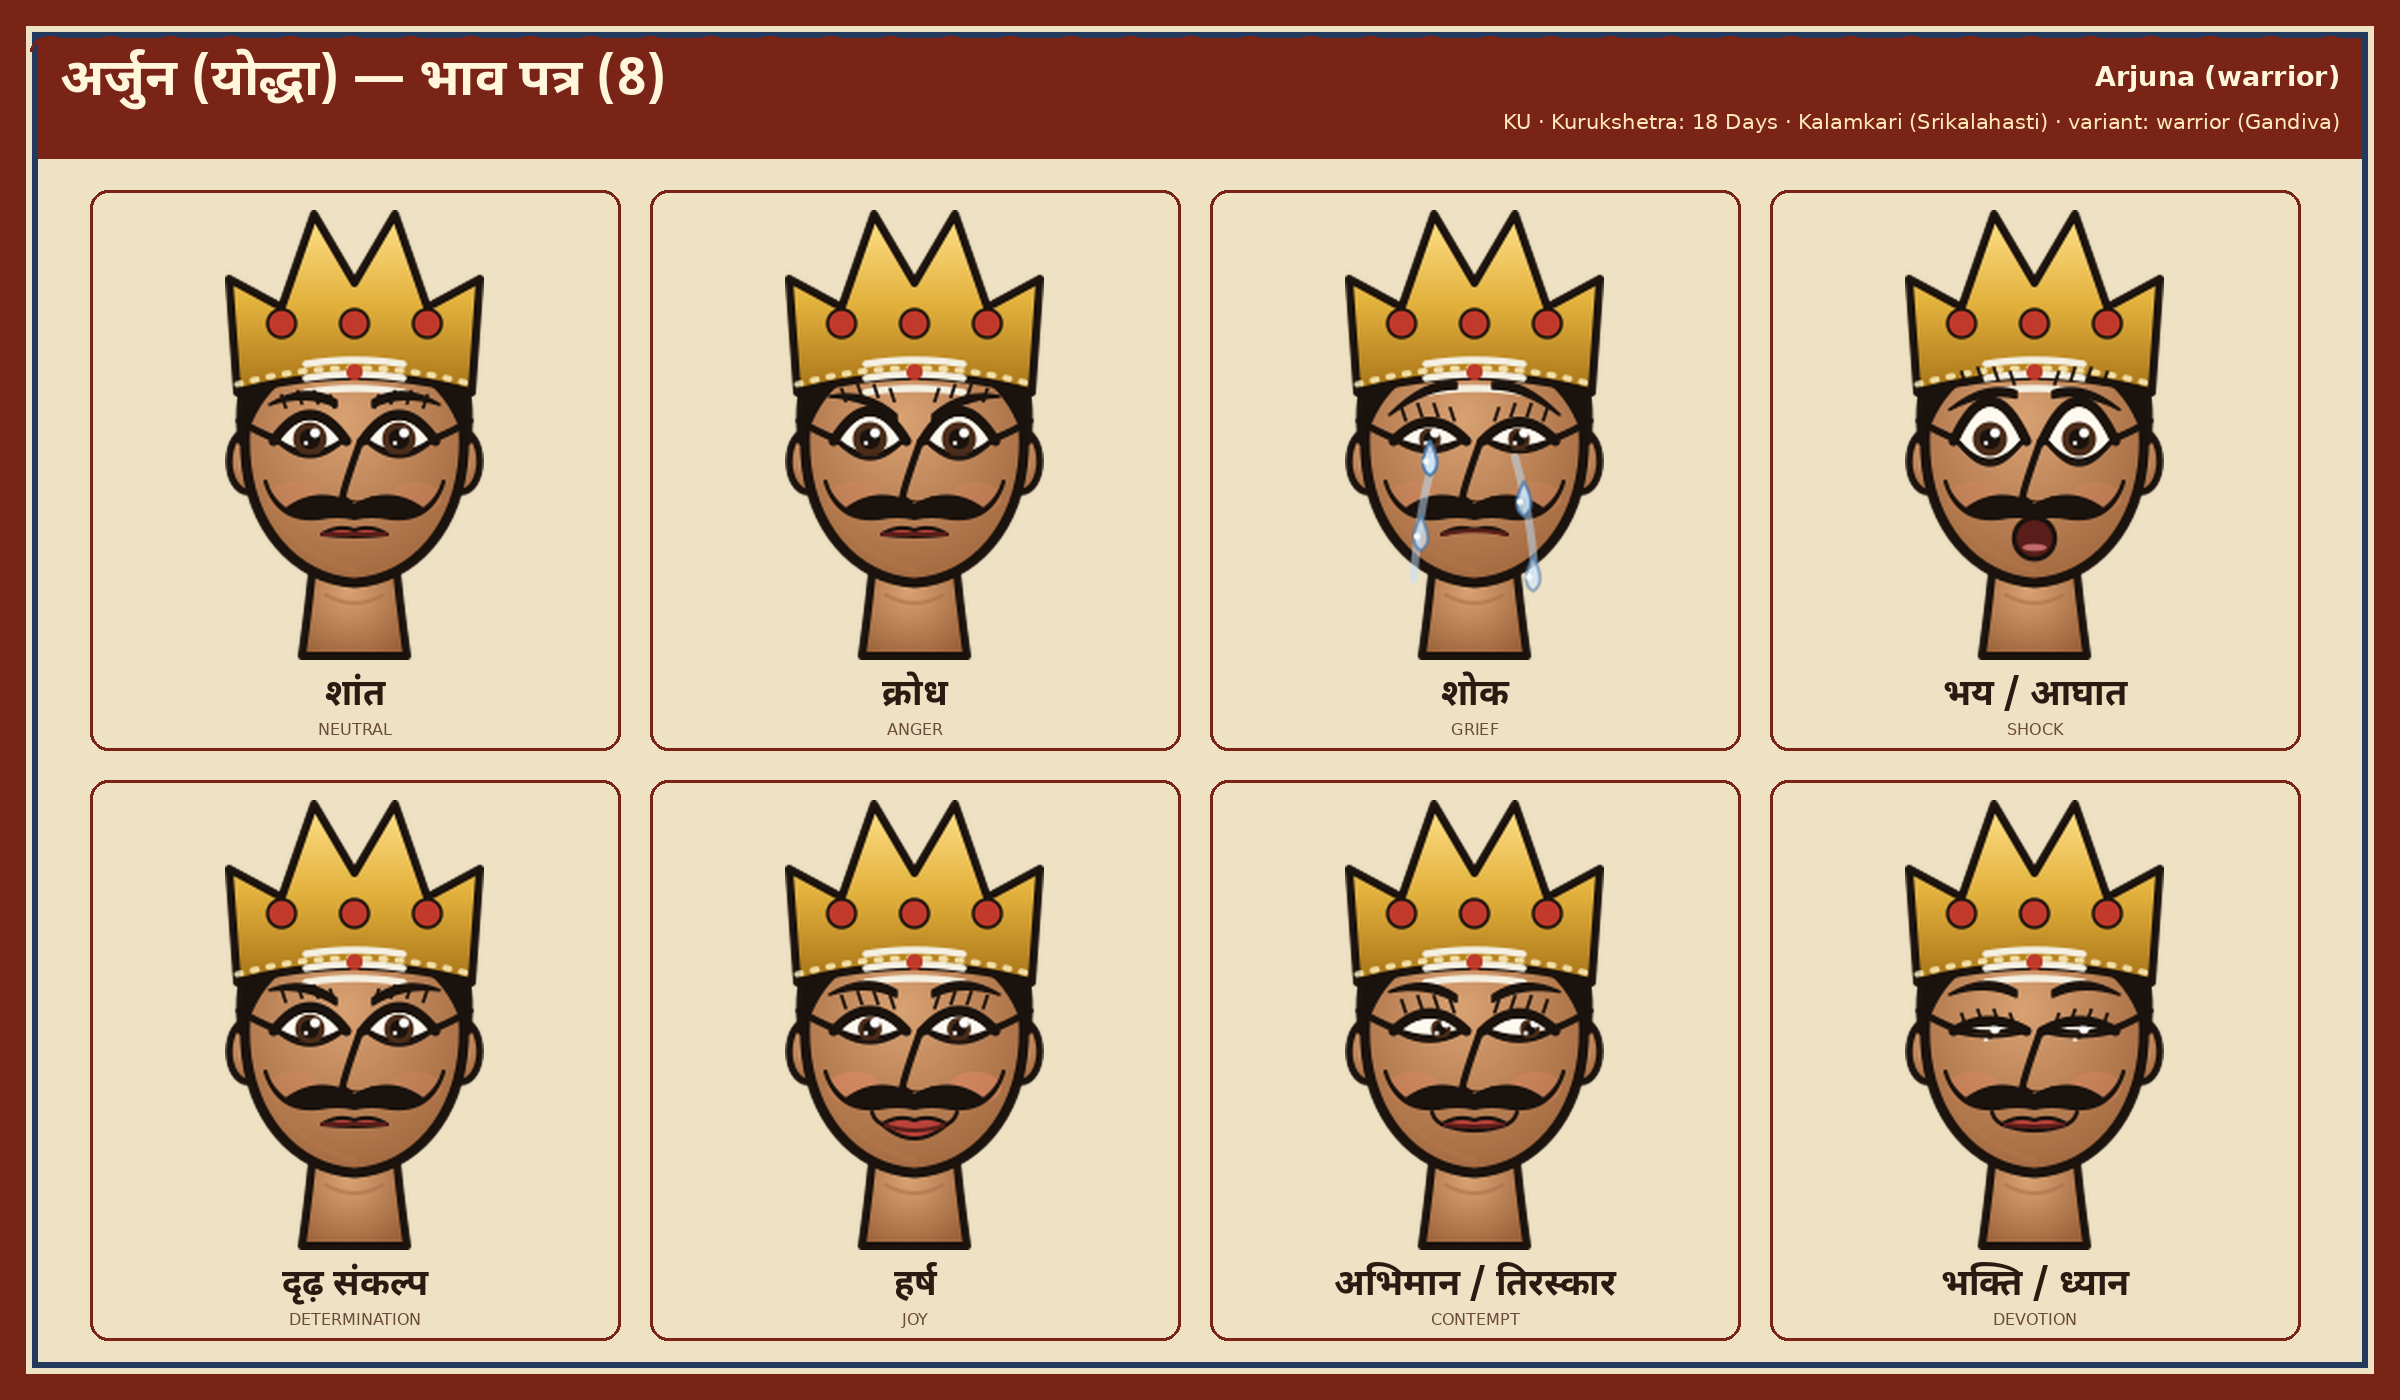 अर्जुन (योद्धा) — भाव पत्र (8)
Arjuna (warrior)
KU · Kurukshetra: 18 Days · Kalamkari (Srikalahasti) · variant: warrior (Gandiva)
शांत
NEUTRAL
क्रोध
ANGER
शोक
GRIEF
भय / आघात
SHOCK
दृढ़ संकल्प
DETERMINATION
हर्ष
JOY
अभिमान / तिरस्कार
CONTEMPT
भक्ति / ध्यान
DEVOTION